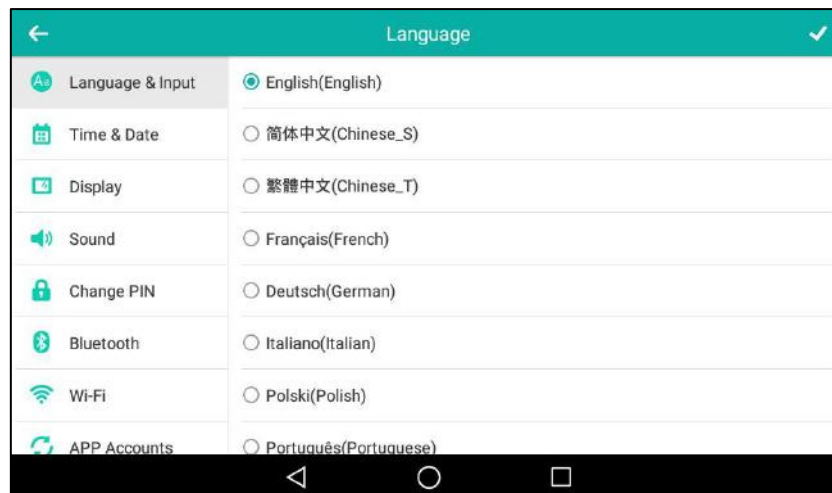 Language
Language & Input
English(English)
Time & Date
简体中文(Chinese_S)
Display
繁體中文(Chinese_T)
Sound
Français(French)
Change PIN
Deutsch(German)
Bluetooth
Italiano(Italian)
Wi-Fi
Polski(Polish)
APP Accounts
Português(Portuguese)